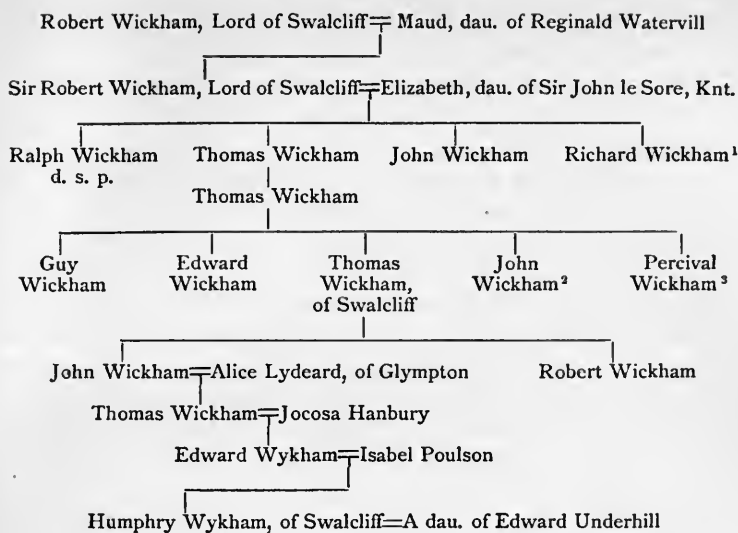 Robert Wickham, Lord of Swalcliff Maud, dau. of Reginald Watervill
Sir Robert Wickham, Lord of Swalcliff Elizabeth, dau. of Sir John le Sore, Knt.
Ralph Wickham Thomas Wickham John Wickham Richard Wickham¹
d. s. p.
Thomas Wickham
Guy Edward Thomas John Percival
Wickham Wickham Wickham, Wickham² Wickham³
of Swalcliff
John Wickham Alice Lydeard, of Glympton Robert Wickham
Thomas Wickham Jocosa Hanbury
Edward Wykham Isabel Poulson
Humphry Wykham, of Swalcliff=A dau. of Edward Underhill